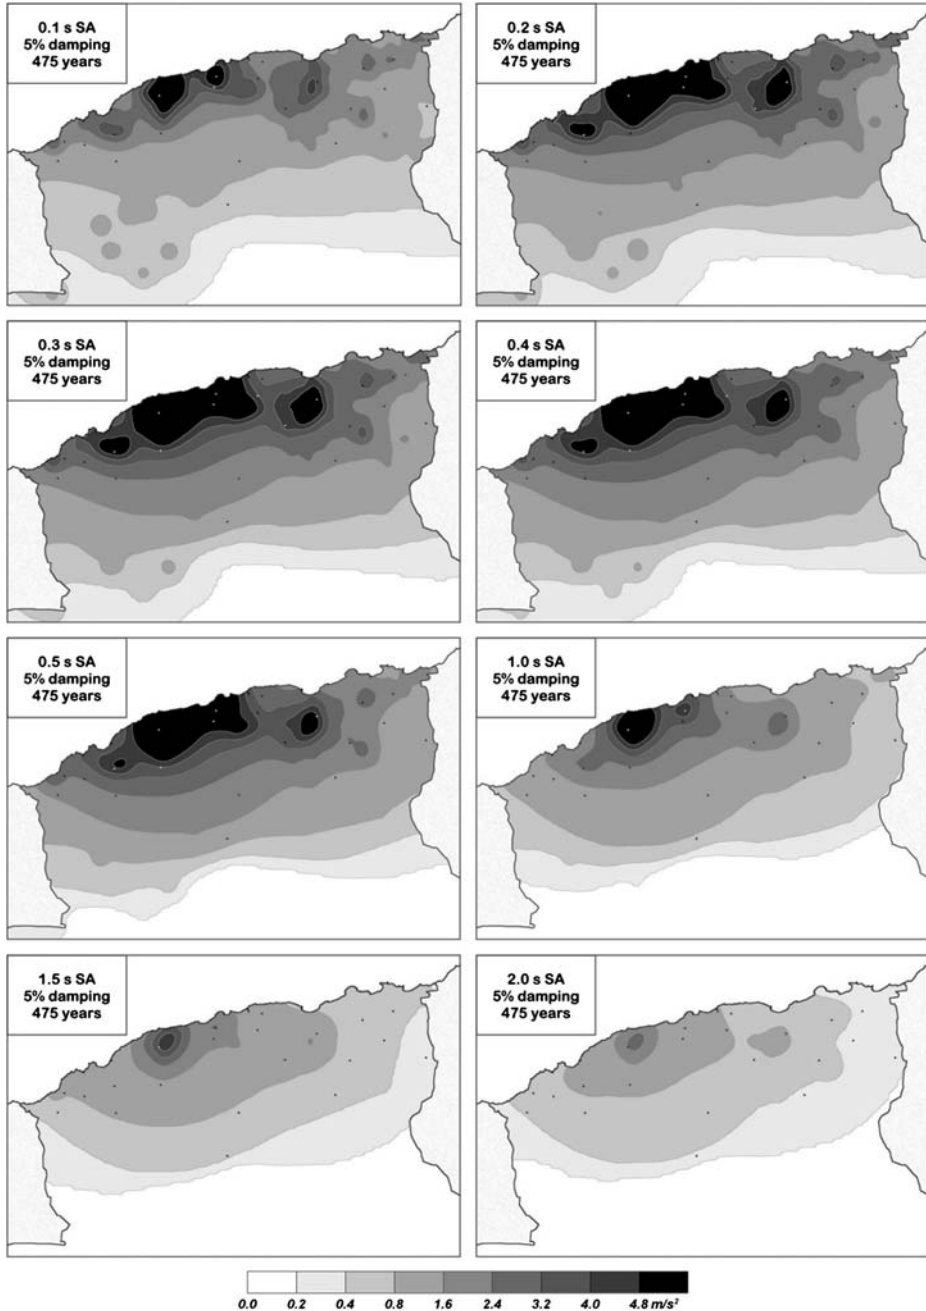 0.1 s SA
5% damping
475 years
0.2 s SA
5% damping
475 years
0.3 s SA
5% damping
475 years
0.4 s SA
5% damping
475 years
0.5 s SA
5% damping
475 years
1.0 s SA
5% damping
475 years
1.5 s SA
5% damping
475 years
2.0 s SA
5% damping
475 years
0.0 0.2 0.4 0.8 1.6 2.4 3.2 4.0 4.8 m/s²